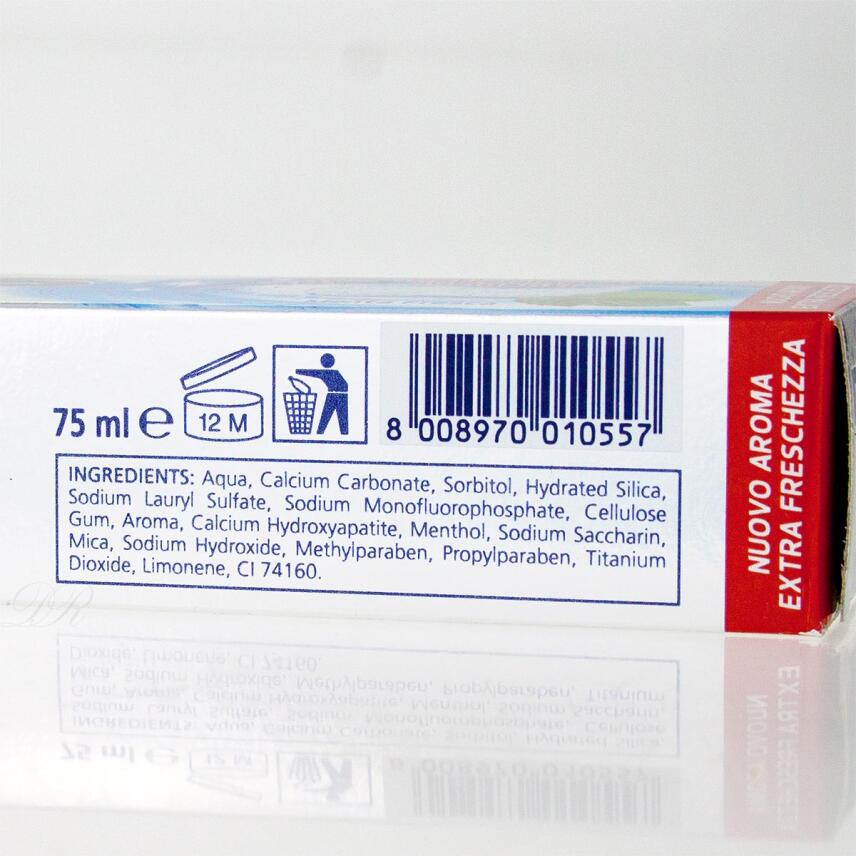 75 ml ℮
12 M
8 008970 010557
INGREDIENTS: Aqua, Calcium Carbonate, Sorbitol, Hydrated Silica,
Sodium Lauryl Sulfate, Sodium Monofluorophosphate, Cellulose
Gum, Aroma, Calcium Hydroxyapatite, Menthol, Sodium Saccharin,
Mica, Sodium Hydroxide, Methylparaben, Propylparaben, Titanium
Dioxide, Limonene, CI 74160.
NUOVO AROMA
EXTRA FRESCHEZZA
DR